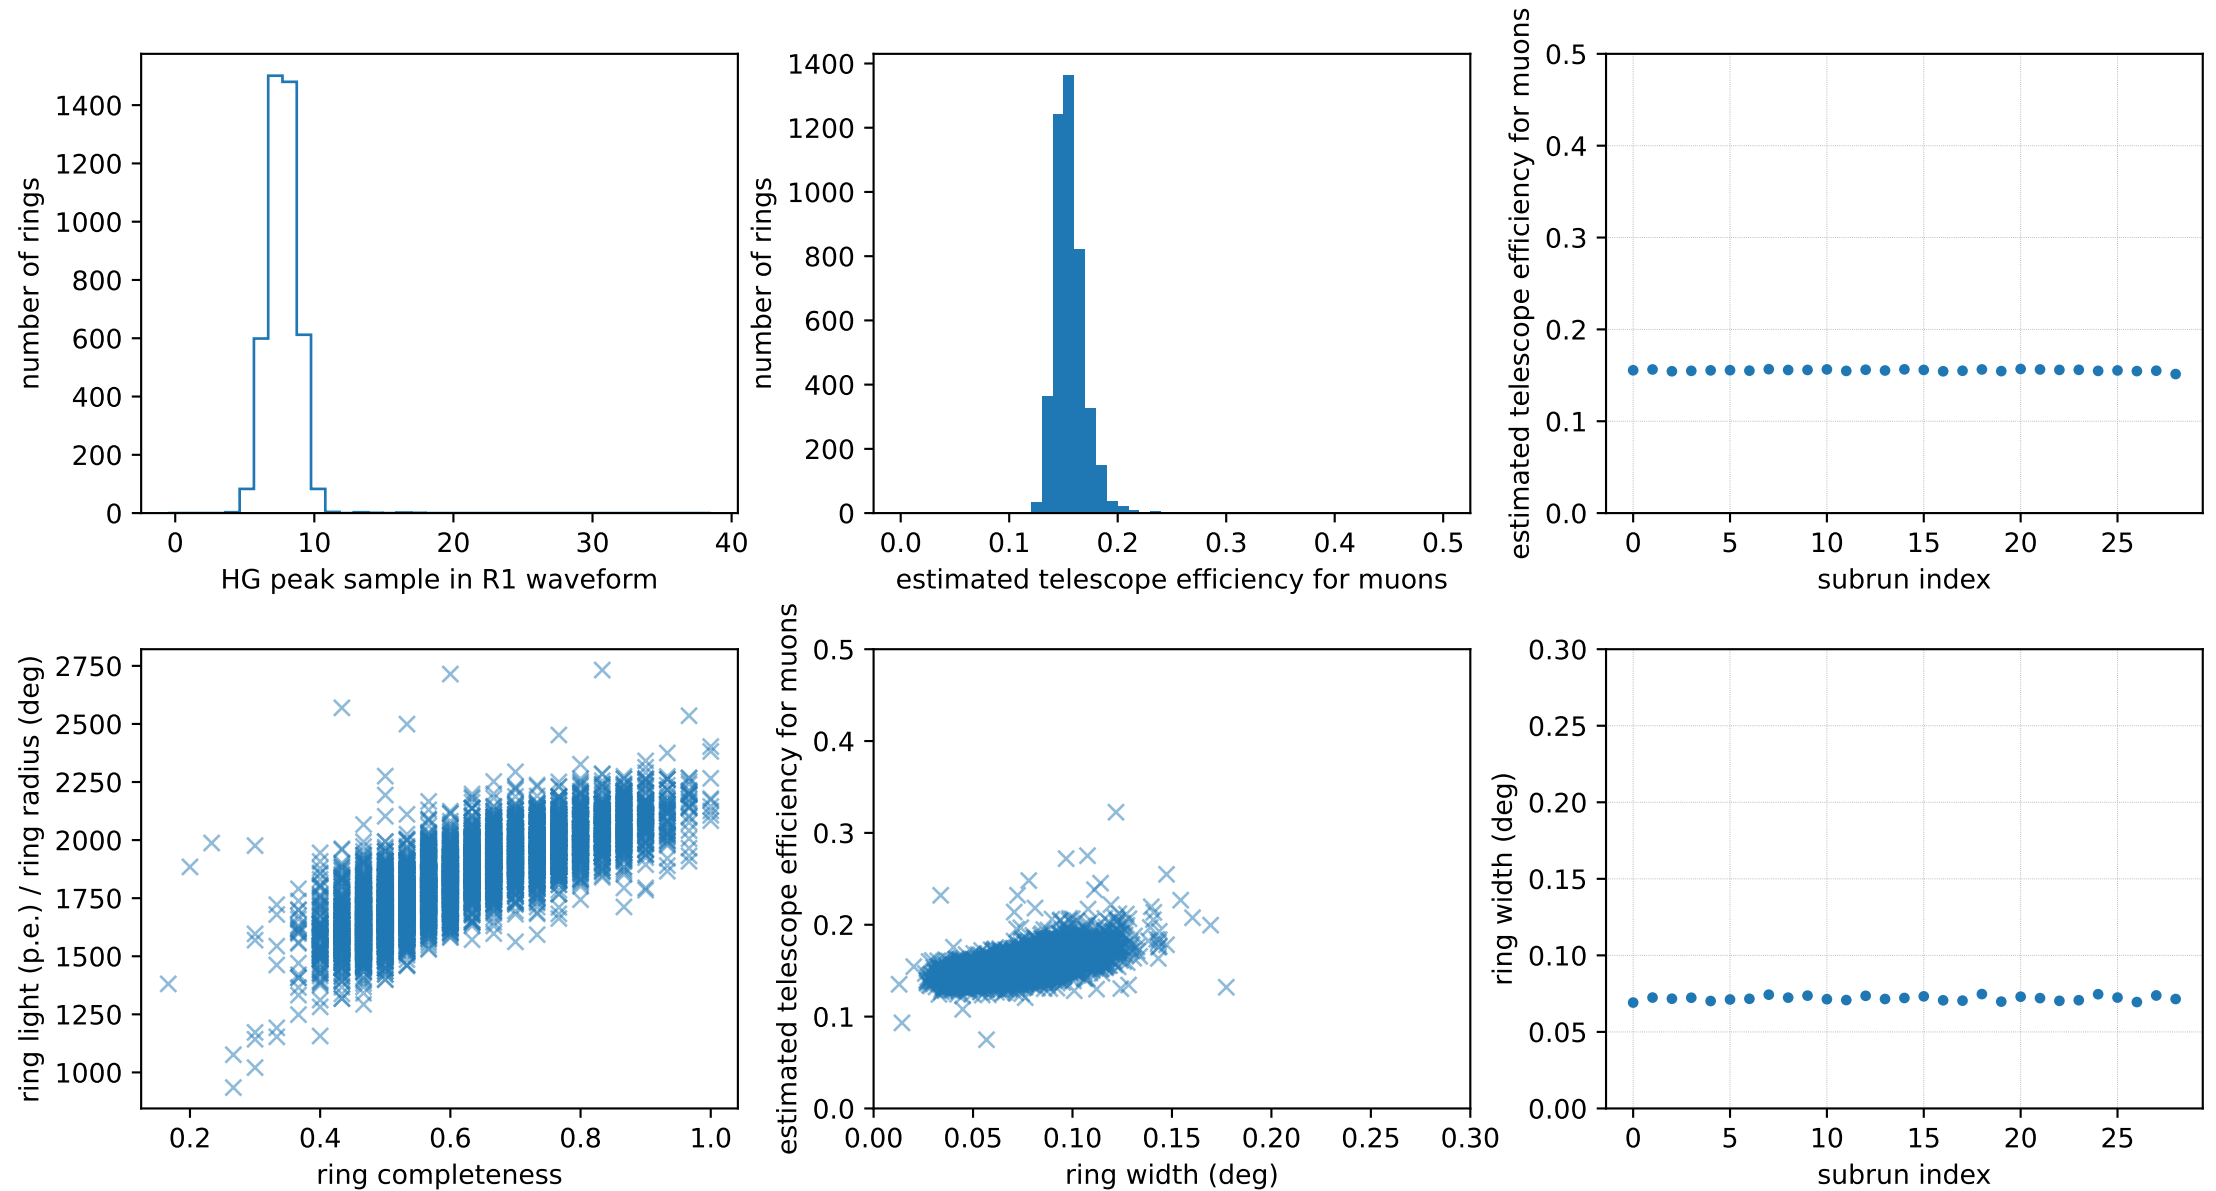 number of rings
1400
1200
1000
800
600
400
200
0
0 10 20 30 40
HG peak sample in R1 waveform
number of rings
1400
1200
1000
800
600
400
200
0
0.0 0.1 0.2 0.3 0.4 0.5
estimated telescope efficiency for muons
estimated telescope efficiency for muons
0.5
0.4
0.3
0.2
0.1
0.0
0 5 10 15 20 25
subrun index
ring light (p.e.) / ring radius (deg)
2750
2500
2250
2000
1750
1500
1250
1000
0.2 0.4 0.6 0.8 1.0
ring completeness
estimated telescope efficiency for muons
0.5
0.4
0.3
0.2
0.1
0.0
0.00 0.05 0.10 0.15 0.20 0.25 0.30
ring width (deg)
ring width (deg)
0.30
0.25
0.20
0.15
0.10
0.05
0.00
0 5 10 15 20 25
subrun index